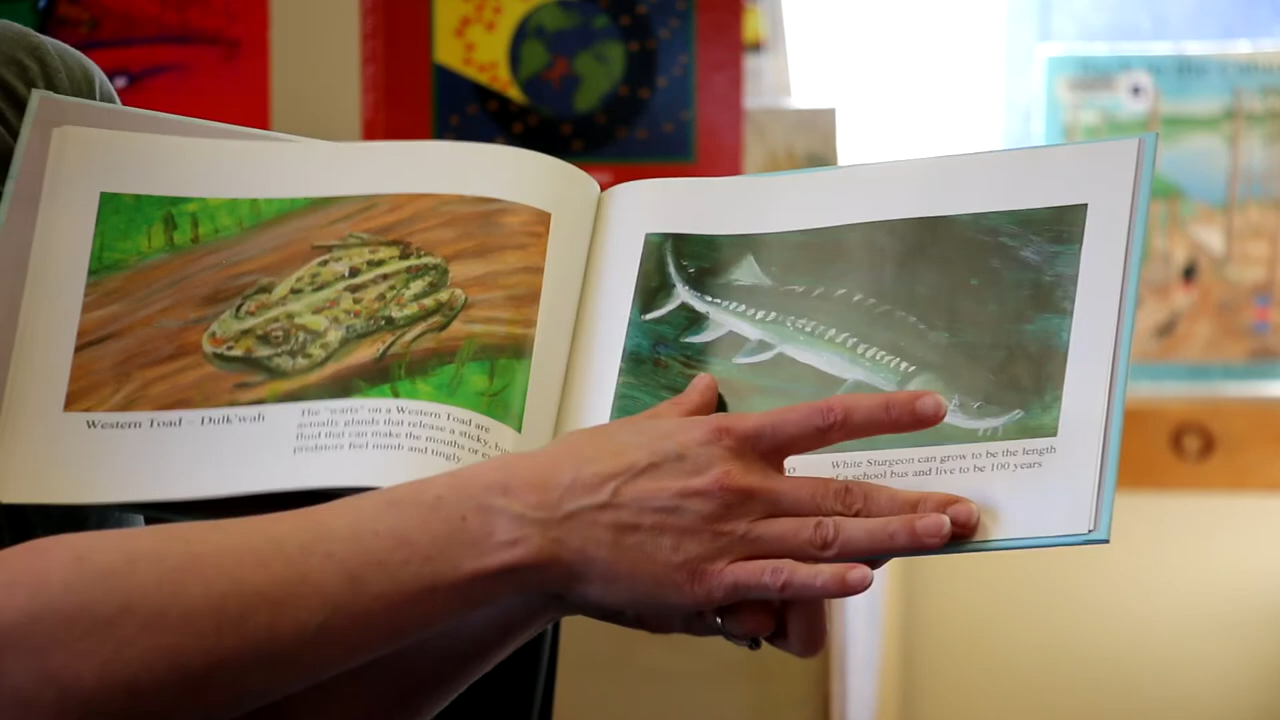 Western Toad – Dulk'wah
The "warts" on a Western Toad are
actually glands that release a sticky,
fluid that can make the mouths or
predators feel numb and tingly
White Sturgeon can grow to be the length
of a school bus and live to be 100 years